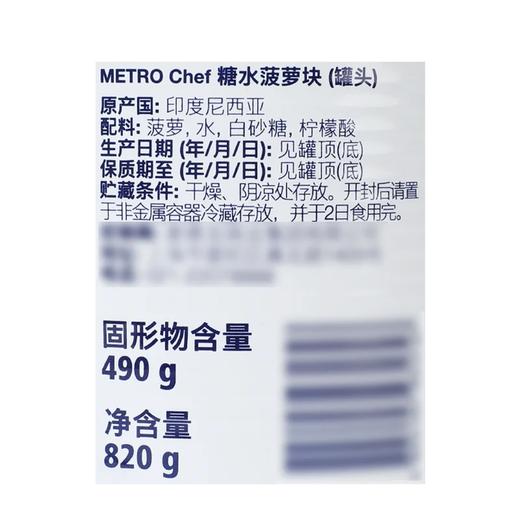 METRO Chef 糖水菠萝块 (罐头)
原产国: 印度尼西亚
配料: 菠萝, 水, 白砂糖, 柠檬酸
生产日期 (年/月/日): 见罐顶(底)
保质期至 (年/月/日): 见罐顶(底)
贮藏条件: 干燥、阴凉处存放。开封后请置
于非金属容器冷藏存放，并于2日食用完。
固形物含量
490 g
净含量
820 g